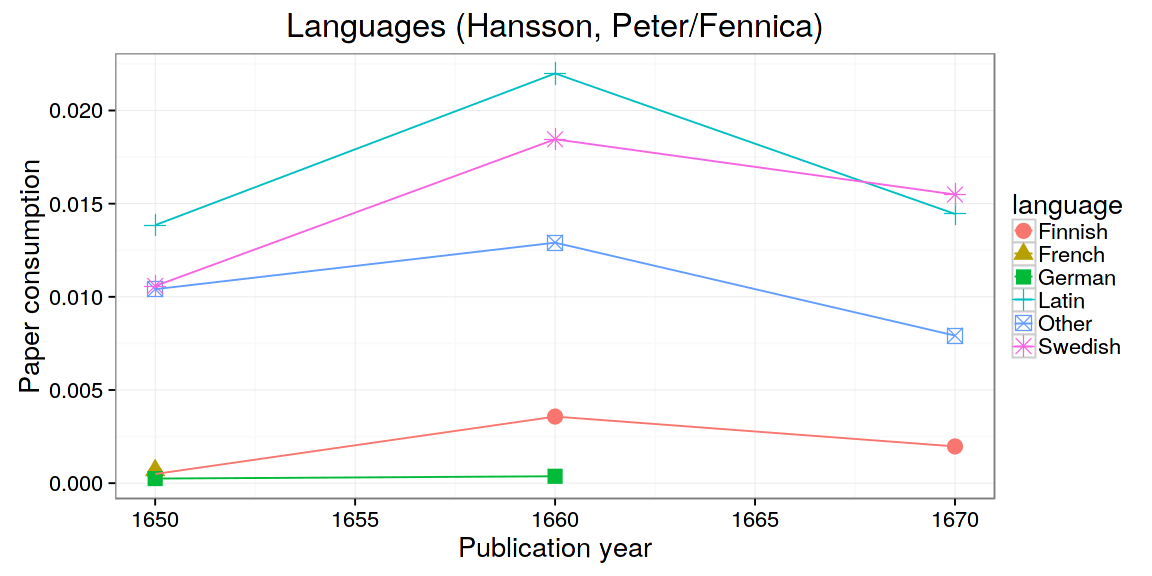 Languages (Hansson, Peter/Fennica)
Paper consumption
0.020
0.015
0.010
0.005
0.000
1650 1655 1660 1665 1670
Publication year
language
Finnish
French
German
Latin
Other
Swedish